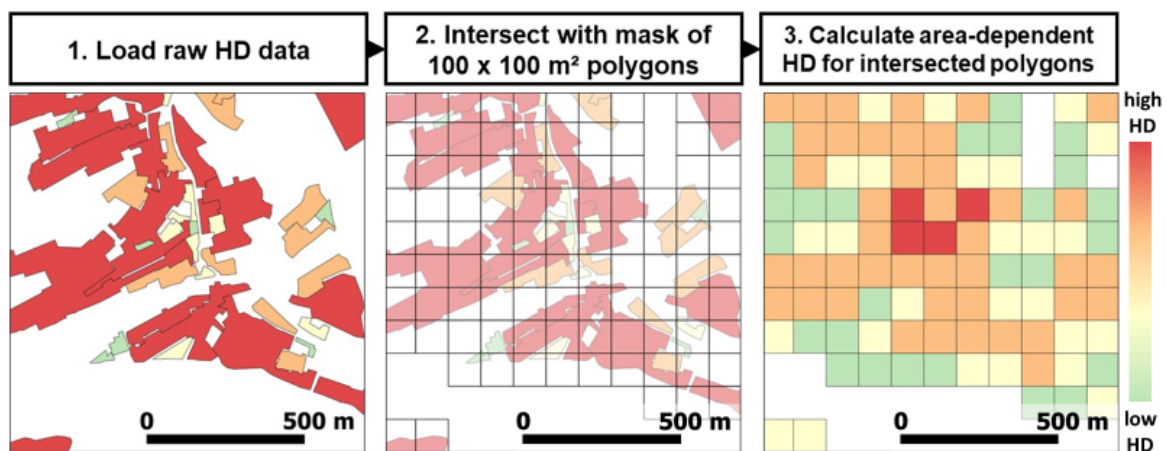 1. Load raw HD data
2. Intersect with mask of
100 x 100 m² polygons
3. Calculate area-dependent
HD for intersected polygons
high
HD
low
HD
0 500 m
0 500 m
0 500 m